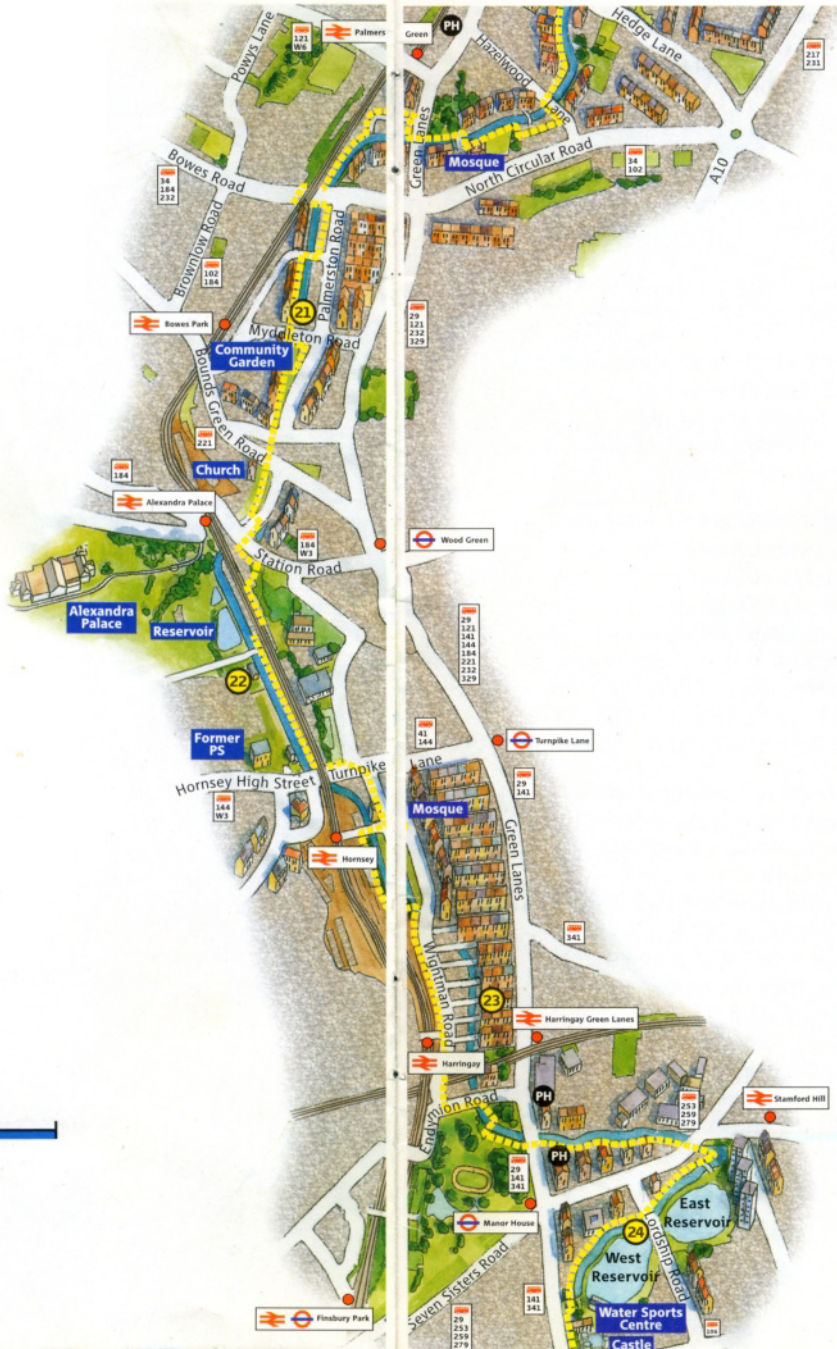 121
W6
Palmers Green
PH
Powys Lane
Hazelwood Lane
Hedge Lane
217
231
Green Lanes
Mosque
North Circular Road
34
102
A10
Bowes Road
34
184
232
Brownlow Road
Palmerston Road
102
184
21
29
121
232
329
Bowes Park
Myddleton Road
Community
Garden
Bounds Green Road
221
Church
184
Alexandra Palace
184
W3
Wood Green
Station Road
Alexandra
Palace
Reservoir
29
121
141
144
184
221
232
329
22
Former
PS
41
144
Turnpike Lane
Hornsey High Street
Turnpike Lane
29
141
144
W3
Mosque
Hornsey
Green Lanes
341
Wightman Road
23
Harringay Green Lanes
Harringay
Endymion Road
PH
253
259
279
Stamford Hill
PH
29
141
341
Manor House
East
Reservoir
24
Lordship Road
West
Reservoir
Seven Sisters Road
Finsbury Park
141
341
Water Sports
Centre
Castle
29
253
259
279
106